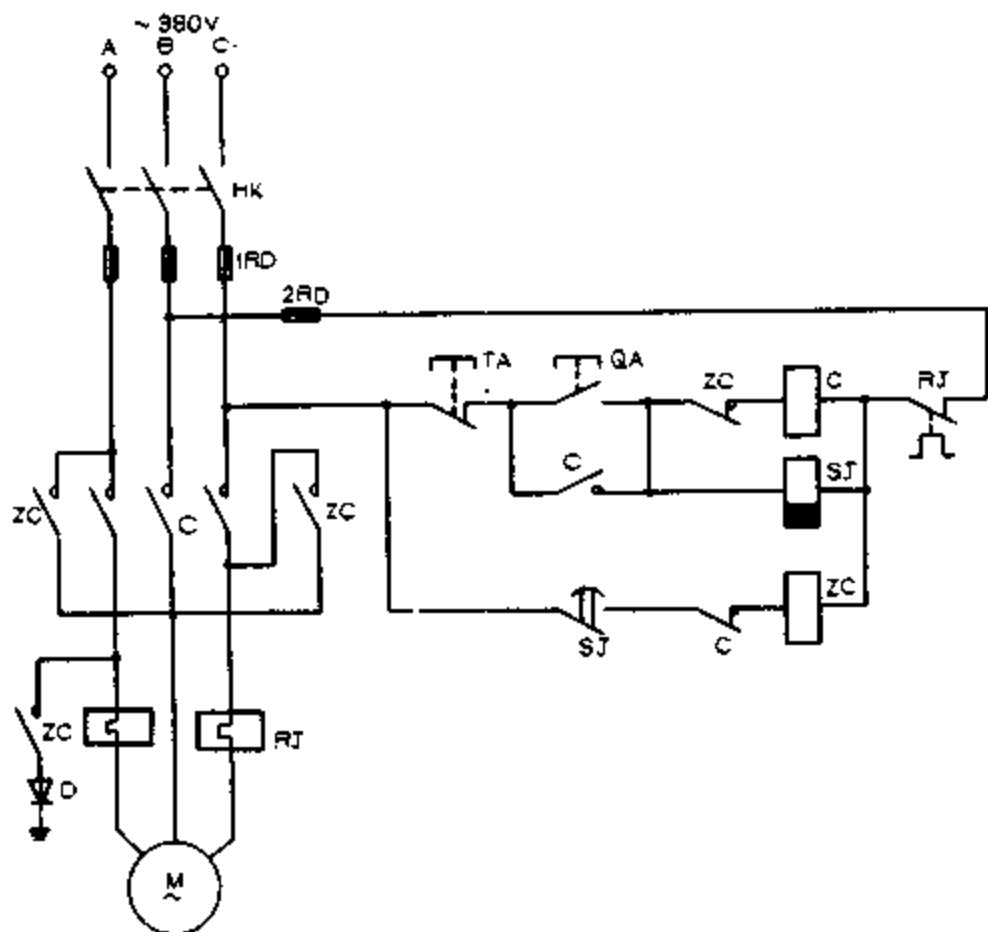 ~380V
A B C
HK
1RD
2RD
TA QA ZC C RJ
C SJ
ZC C ZC
ZC
SJ C
ZC RJ
D
M
~